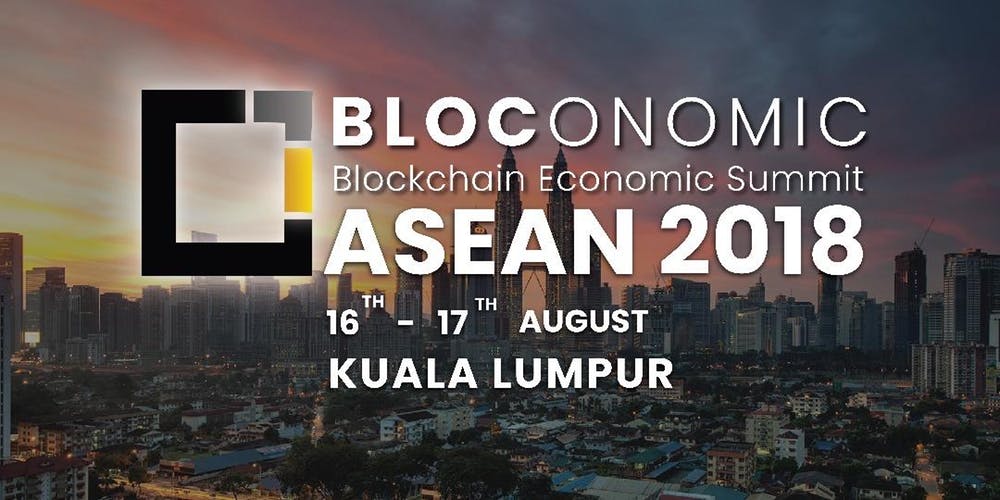 BLOCONOMIC
Blockchain Economic Summit
ASEAN 2018
16TH - 17TH AUGUST
KUALA LUMPUR